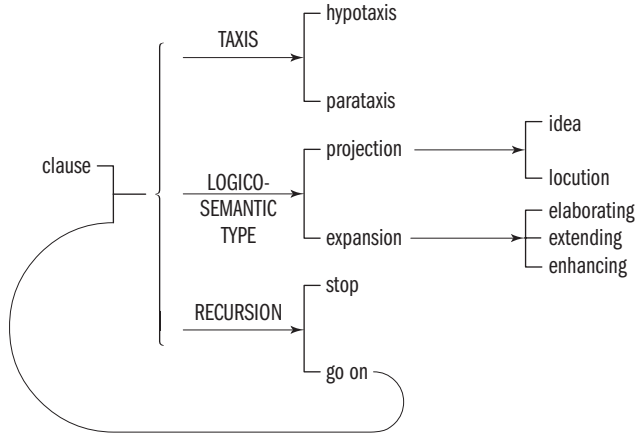 hypotaxis
TAXIS
parataxis
idea
clause
projection
LOGICO-
SEMANTIC
TYPE
locution
elaborating
expansion
extending
enhancing
stop
RECURSION
go on